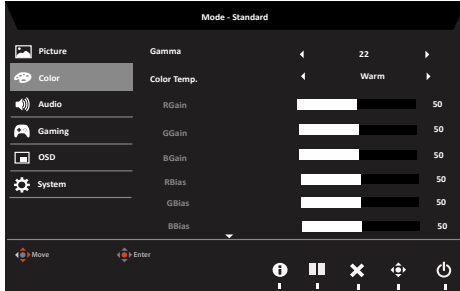 Mode - Standard
Picture
Gamma
22
Color
Color Temp.
Warm
Audio
RGain
50
Gaming
GGain
50
OSD
BGain
50
System
RBias
50
GBias
50
BBias
50
Move
Enter